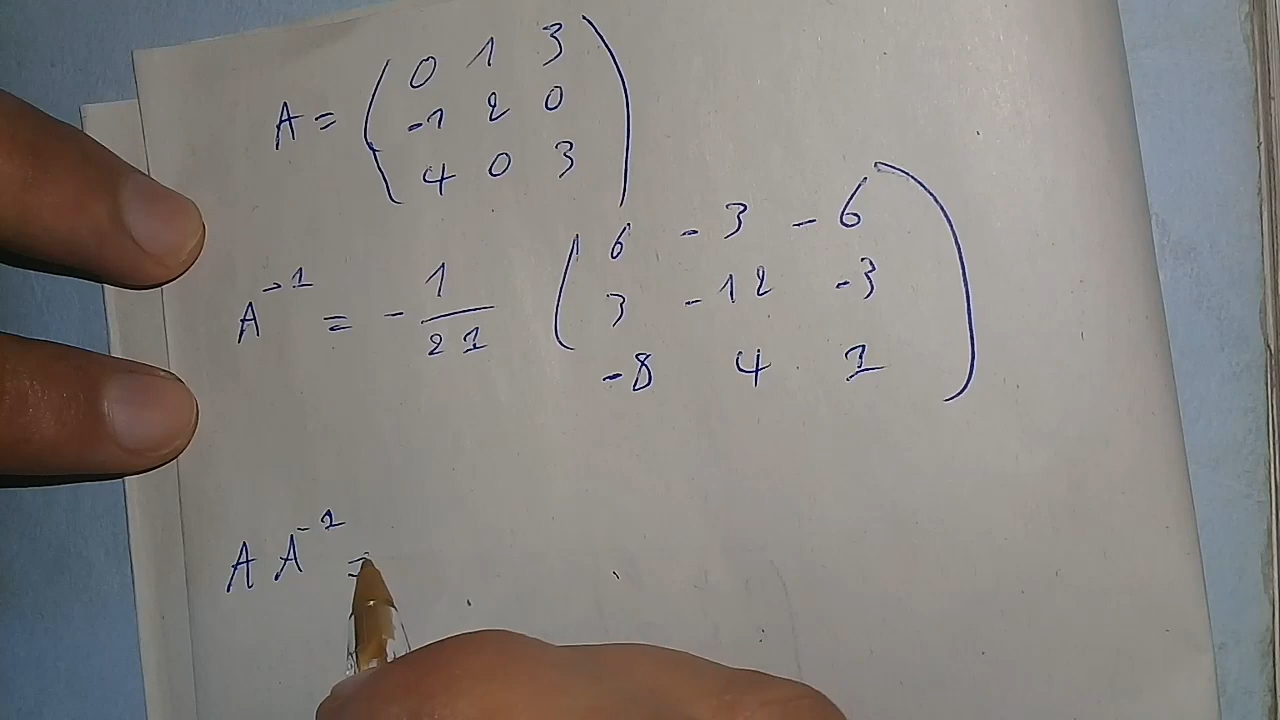 A = ( 0 1 3
-1 2 0
4 0 3 )
A⁻¹ = - 1/21 ( 6 -3 -6
3 -12 -3
-8 4 1 )
A A⁻¹ =